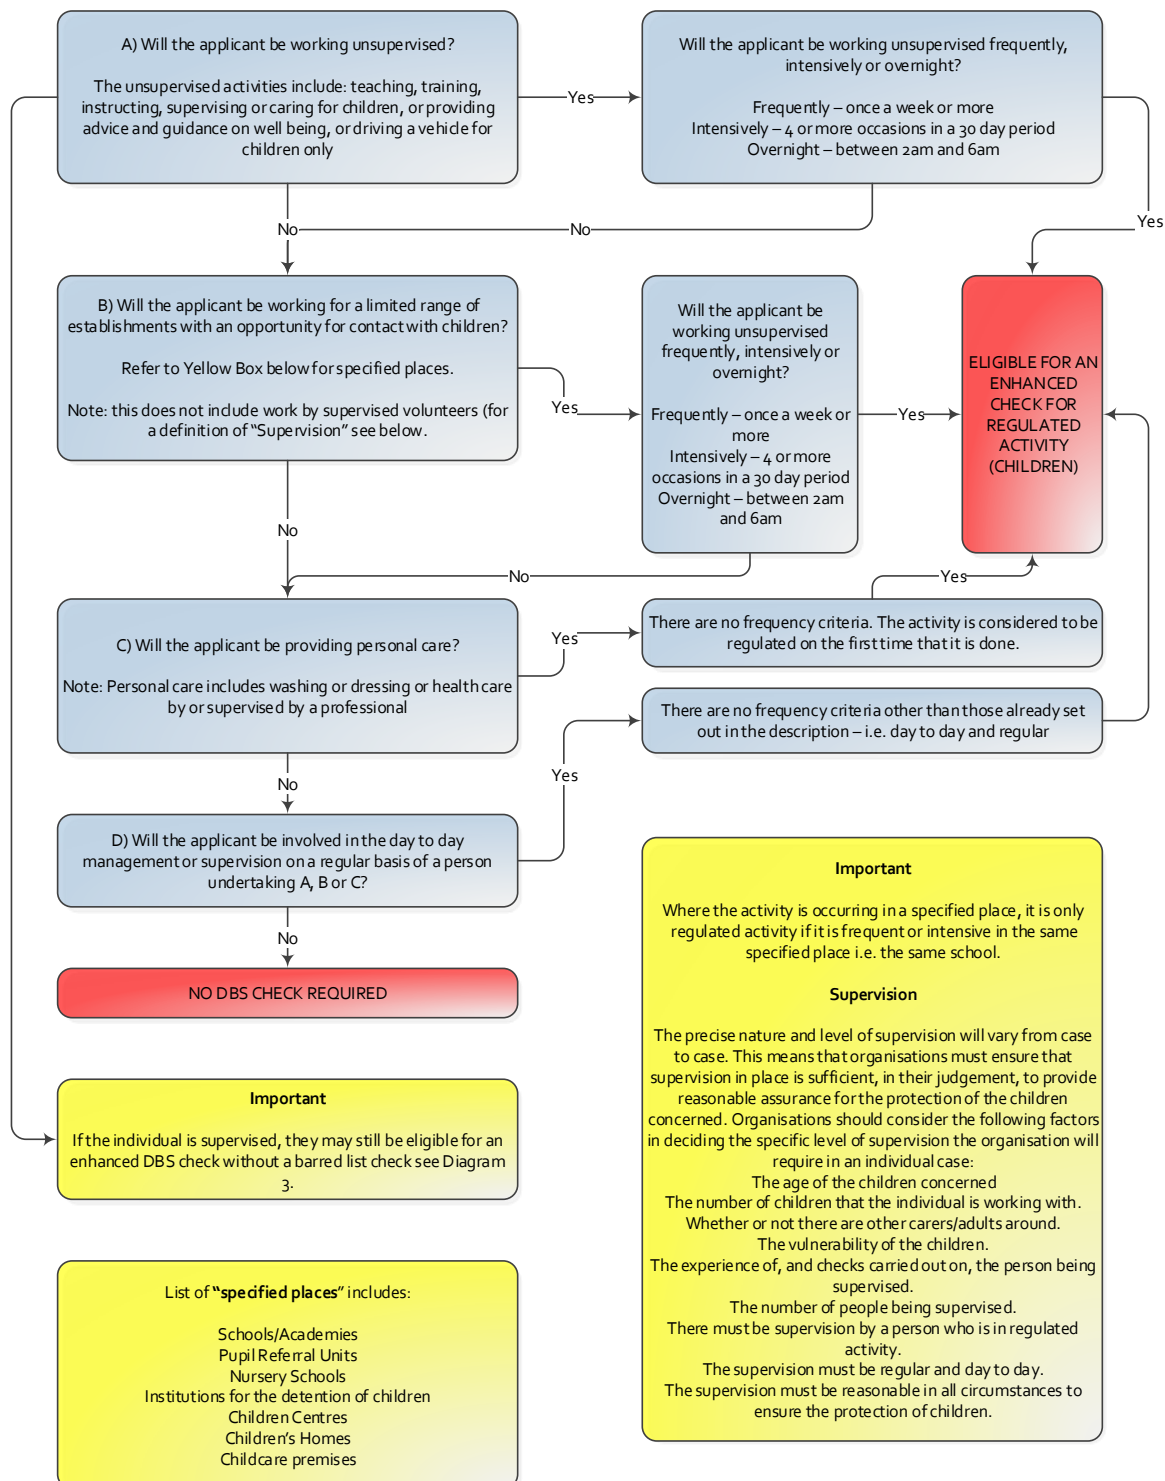 A) Will the applicant be working unsupervised?
The unsupervised activities include: teaching, training,
instructing, supervising or caring for children, or providing
advice and guidance on well being, or driving a vehicle for
children only
Yes
Will the applicant be working unsupervised frequently,
intensively or overnight?
Frequently – once a week or more
Intensively – 4 or more occasions in a 30 day period
Overnight – between 2am and 6am
Yes
No
No
B) Will the applicant be working for a limited range of
establishments with an opportunity for contact with children?
Refer to Yellow Box below for specified places.
Note: this does not include work by supervised volunteers (for
a definition of “Supervision” see below.
Yes
Will the applicant be
working unsupervised
frequently, intensively or
overnight?
Frequently – once a week or
more
Intensively – 4 or more
occasions in a 30 day period
Overnight – between 2am
and 6am
Yes
ELIGIBLE FOR AN
ENHANCED
CHECK FOR
REGULATED
ACTIVITY
(CHILDREN)
No
No
Yes
C) Will the applicant be providing personal care?
Note: Personal care includes washing or dressing or health care
by or supervised by a professional
Yes
There are no frequency criteria. The activity is considered to be
regulated on the first time that it is done.
There are no frequency criteria other than those already set
out in the description – i.e. day to day and regular
No
Yes
D) Will the applicant be involved in the day to day
management or supervision on a regular basis of a person
undertaking A, B or C?
No
NO DBS CHECK REQUIRED
Important
If the individual is supervised, they may still be eligible for an
enhanced DBS check without a barred list check see Diagram
3.
List of “specified places” includes:
Schools/Academies
Pupil Referral Units
Nursery Schools
Institutions for the detention of children
Children Centres
Children’s Homes
Childcare premises
Important
Where the activity is occurring in a specified place, it is only
regulated activity if it is frequent or intensive in the same
specified place i.e. the same school.
Supervision
The precise nature and level of supervision will vary from case
to case. This means that organisations must ensure that
supervision in place is sufficient, in their judgement, to provide
reasonable assurance for the protection of the children
concerned. Organisations should consider the following factors
in deciding the specific level of supervision the organisation will
require in an individual case:
The age of the children concerned
The number of children that the individual is working with.
Whether or not there are other carers/adults around.
The vulnerability of the children.
The experience of, and checks carried out on, the person being
supervised.
The number of people being supervised.
There must be supervision by a person who is in regulated
activity.
The supervision must be regular and day to day.
The supervision must be reasonable in all circumstances to
ensure the protection of children.